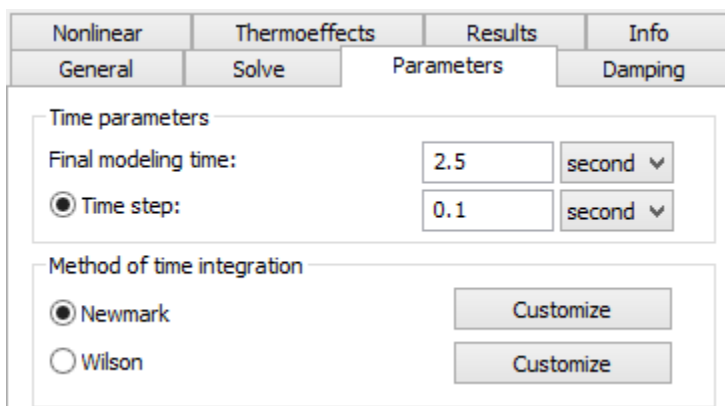 Nonlinear Thermoeffects Results Info
General Solve Parameters Damping
Time parameters
Final modeling time: 2.5 second
Time step: 0.1 second
Method of time integration
Newmark Customize
Wilson Customize